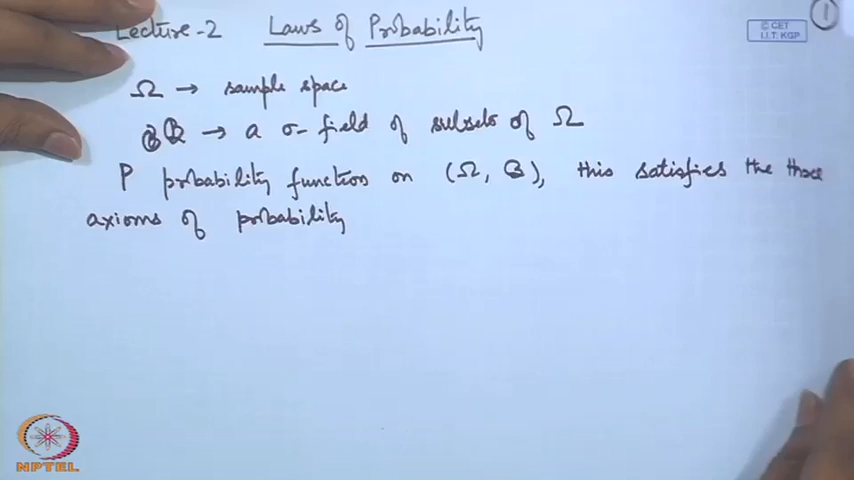 Lecture-2 Laws of Probability
© CET
I.I.T. KGP
1
Ω → sample space
B → a σ-field of subsets of Ω
P probability function on (Ω, B), this satisfies the three
axioms of probability
NPTEL